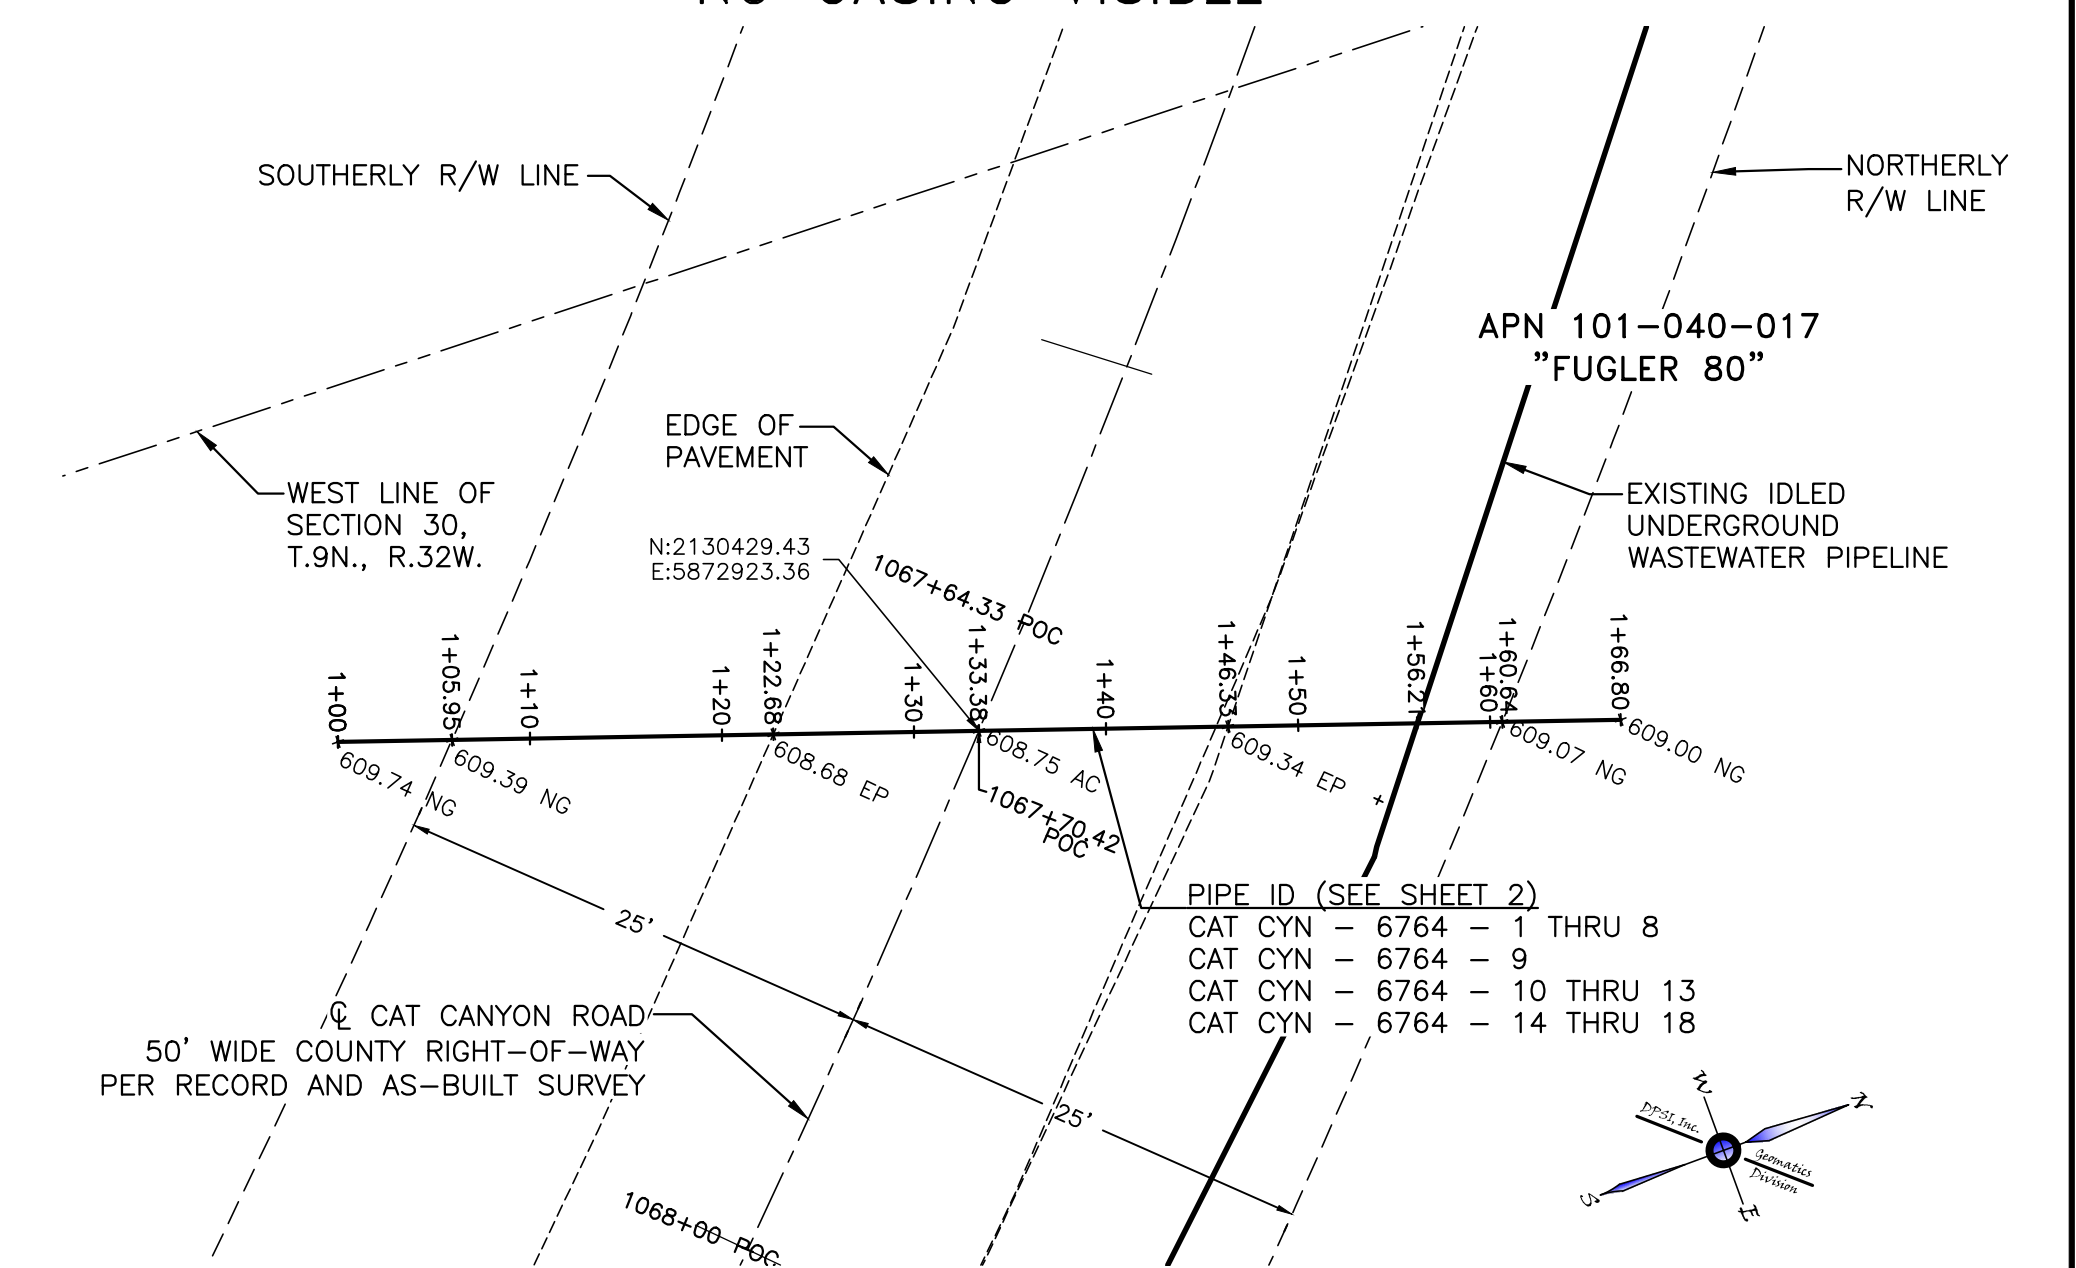 NO CASING VISIBLE
SOUTHERLY R/W LINE
NORTHERLY
R/W LINE
APN 101-040-017
"FUGLER 80"
EDGE OF
PAVEMENT
WEST LINE OF
SECTION 30,
T.9N., R.32W.
EXISTING IDLED
UNDERGROUND
WASTEWATER PIPELINE
N:2130429.43
E:5872923.36
1067+64.33 POC
1+00
1+05.95
1+10
1+20
1+22.68
1+30
1+33.38
1+40
1+46.33
1+50
1+56.21
1+60
1+60.64
1+66.80
609.74 NG
609.39 NG
608.68 EP
608.75 AC
609.34 EP
609.07 NG
609.00 NG
1067+70.42
POC
25'
PIPE ID (SEE SHEET 2)
CAT CYN - 6764 - 1 THRU 8
CAT CYN - 6764 - 9
CAT CYN - 6764 - 10 THRU 13
CAT CYN - 6764 - 14 THRU 18
℄ CAT CANYON ROAD
50' WIDE COUNTY RIGHT-OF-WAY
PER RECORD AND AS-BUILT SURVEY
25'
1068+00 POC
W
N
DPSI, Inc.
Geomatics
Division
S
E